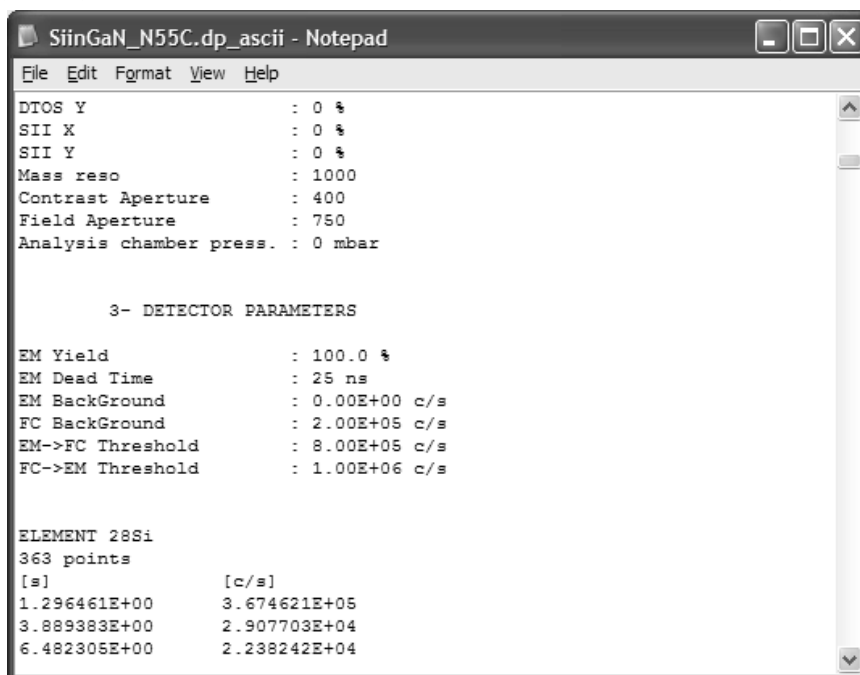 SiinGaN_N55C.dp_ascii - Notepad
File Edit Format View Help
DTOS Y : 0 %
SII X : 0 %
SII Y : 0 %
Mass reso : 1000
Contrast Aperture : 400
Field Aperture : 750
Analysis chamber press. : 0 mbar
3- DETECTOR PARAMETERS
EM Yield : 100.0 %
EM Dead Time : 25 ns
EM BackGround : 0.00E+00 c/s
FC BackGround : 2.00E+05 c/s
EM->FC Threshold : 8.00E+05 c/s
FC->EM Threshold : 1.00E+06 c/s
ELEMENT 28Si
363 points
[s] [c/s]
1.296461E+00 3.674621E+05
3.889383E+00 2.907703E+04
6.482305E+00 2.238242E+04